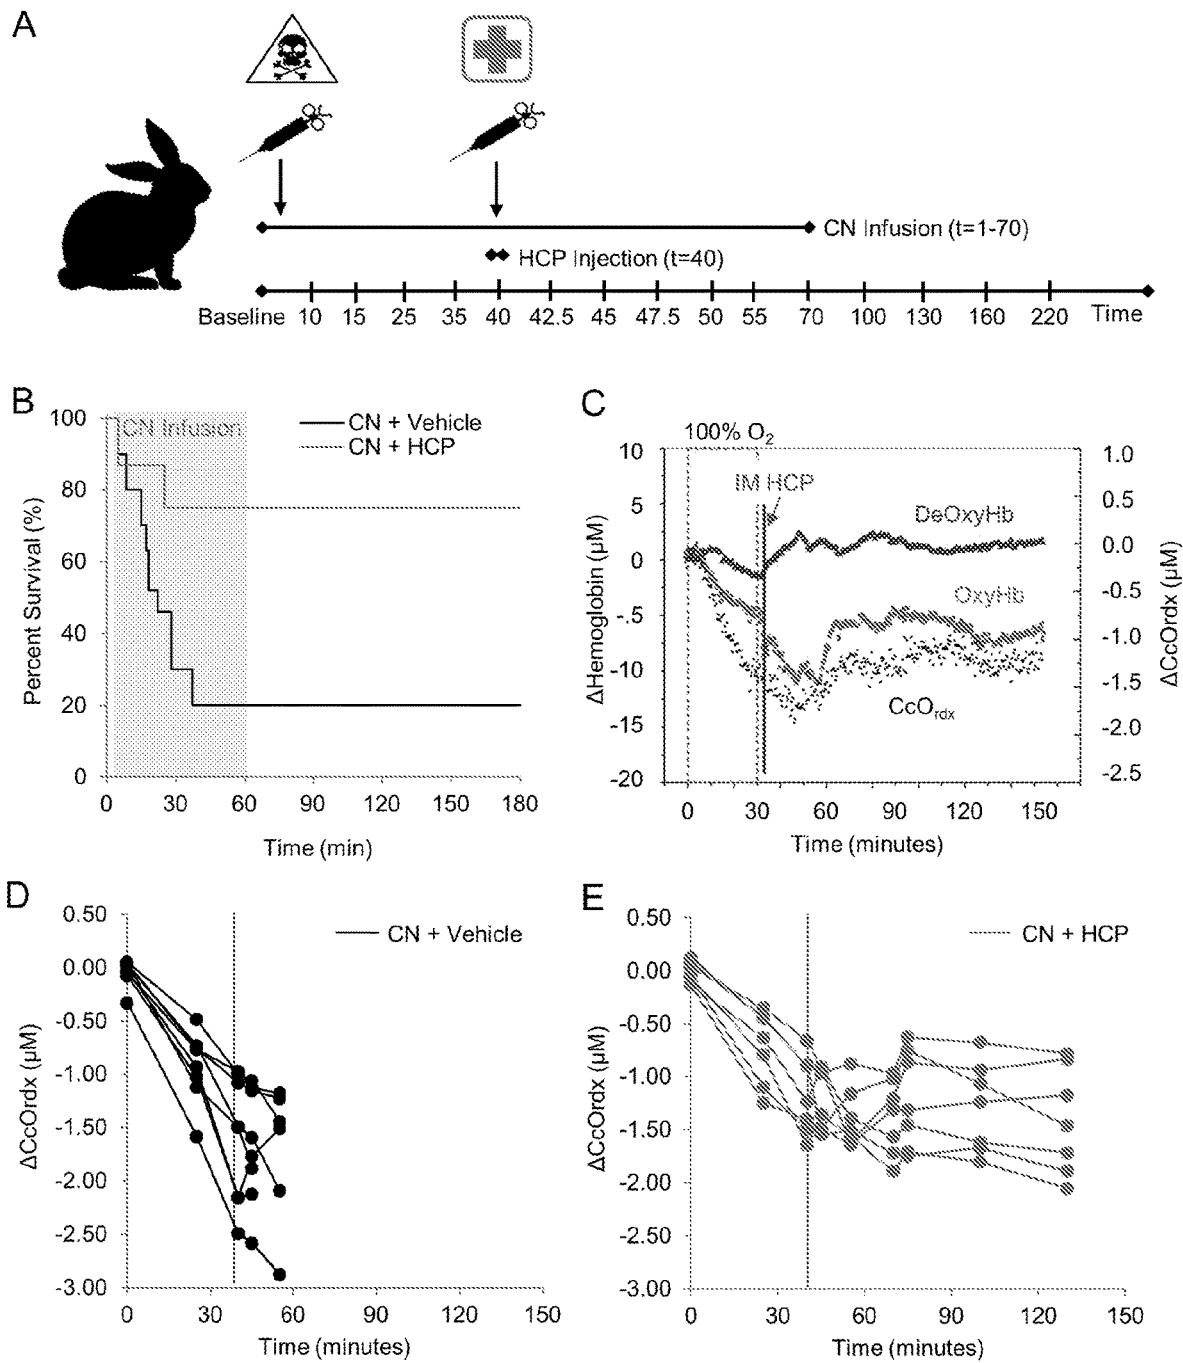 A
CN Infusion (t=1-70)
HCP Injection (t=40)
Baseline 10 15 25 35 40 42.5 45 47.5 50 55 70 100 130 160 220 Time
B
CN Infusion
CN + Vehicle
CN + HCP
Percent Survival (%)
100
80
60
40
20
0
0 30 60 90 120 150 180
Time (min)
C
100% O2
IM HCP
DeOxyHb
OxyHb
CcOrdx
ΔHemoglobin (µM)
10
5
0
-.5
-10
-15
-20
1.0
0.5
0.0
-0.5
-1.0
-1.5
-2.0
-2.5
ΔCcOrdx (µM)
0 30 60 90 120 150
Time (minutes)
D
CN + Vehicle
ΔCcOrdx (µM)
0.50
0.00
-0.50
-1.00
-1.50
-2.00
-2.50
-3.00
0 30 60 90 120 150
Time (minutes)
E
CN + HCP
ΔCcOrdx (µM)
0.50
0.00
-0.50
-1.00
-1.50
-2.00
-2.50
-3.00
0 30 60 90 120 150
Time (minutes)